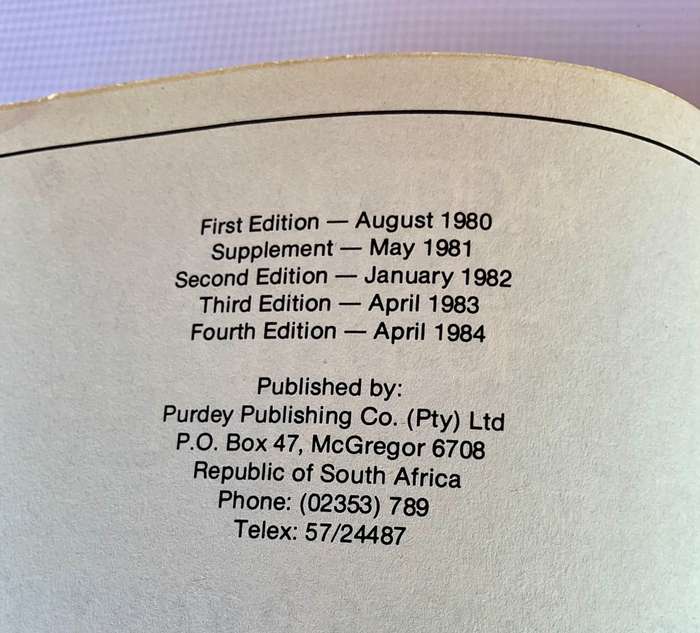 First Edition — August 1980
Supplement — May 1981
Second Edition — January 1982
Third Edition — April 1983
Fourth Edition — April 1984
Published by:
Purdey Publishing Co. (Pty) Ltd
P.O. Box 47, McGregor 6708
Republic of South Africa
Phone: (02353) 789
Telex: 57/24487